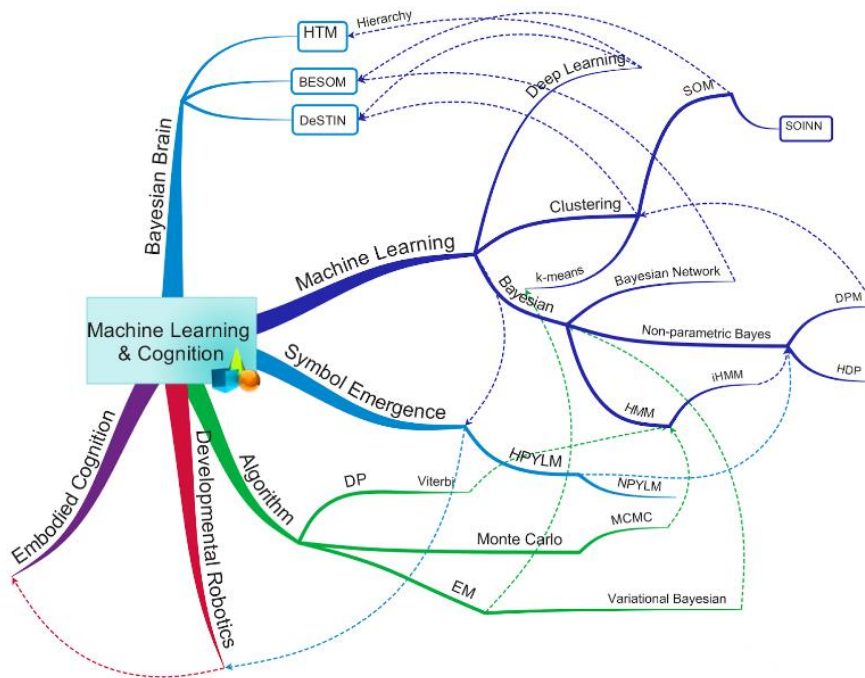 HTM
Hierarchy
BESOM
DeSTIN
Deep Learning
SOM
SOINN
Bayesian Brain
Clustering
Machine Learning
k-means
Bayesian
Bayesian Network
DPM
Non-parametric Bayes
HDP
iHMM
HMM
Machine Learning
& Cognition
Symbol Emergence
HPYLM
NPYLM
Embodied Cognition
Developmental Robotics
Algorithm
DP
Viterbi
Monte Carlo
MCMC
EM
Variational Bayesian